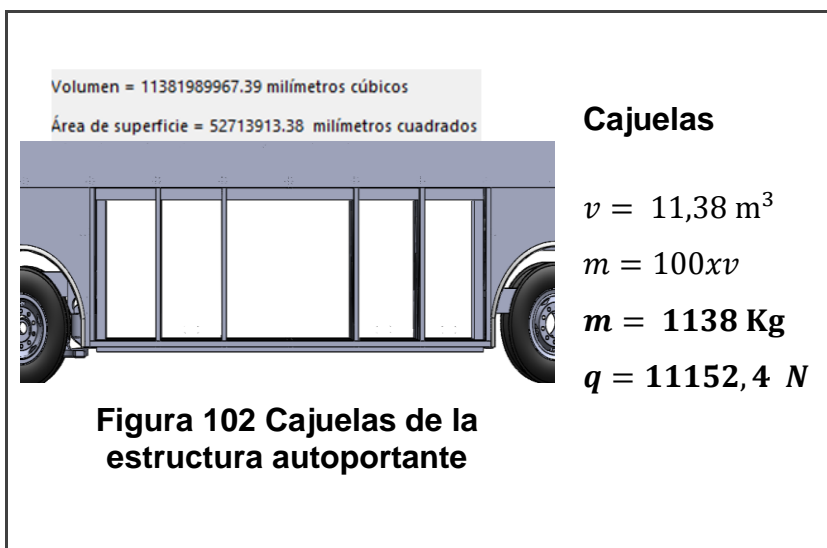 Volumen = 11381989967.39 milímetros cúbicos
Área de superficie = 52713913.38 milímetros cuadrados
Cajuelas
v = 11,38 m³
m = 100xv
m = 1138 Kg
q = 11152,4 N
Figura 102 Cajuelas de la
estructura autoportante